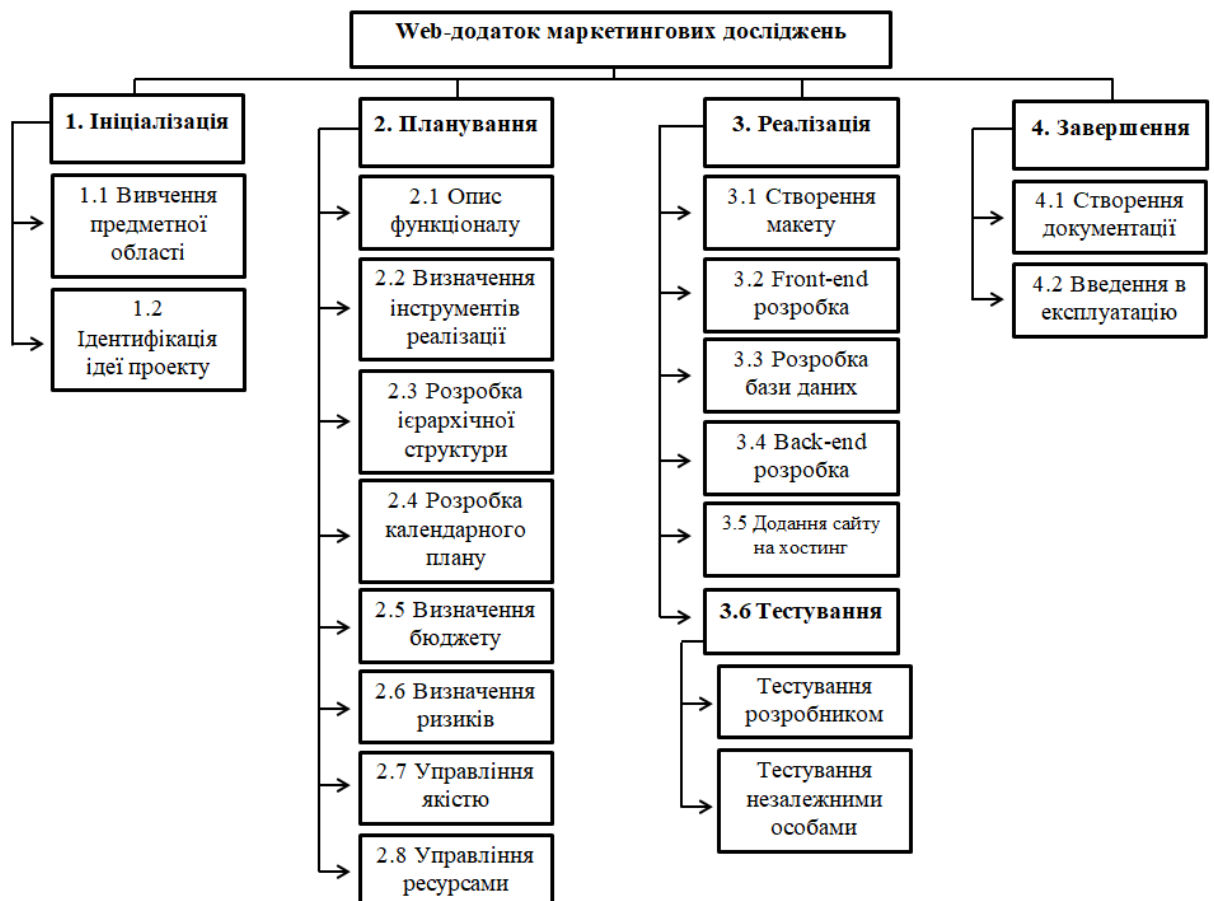 Web-додаток маркетингових досліджень
1. Ініціалізація
1.1 Вивчення
предметної
області
1.2
Ідентифікація
ідеї проекту
2. Планування
2.1 Опис
функціоналу
2.2 Визначення
інструментів
реалізації
2.3 Розробка
ієрархічної
структури
2.4 Розробка
календарного
плану
2.5 Визначення
бюджету
2.6 Визначення
ризиків
2.7 Управління
якістю
2.8 Управління
ресурсами
3. Реалізація
3.1 Створення
макету
3.2 Front-end
розробка
3.3 Розробка
бази даних
3.4 Back-end
розробка
3.5 Додання сайту
на хостинг
3.6 Тестування
Тестування
розробником
Тестування
незалежними
особами
4. Завершення
4.1 Створення
документації
4.2 Введення в
експлуатацію